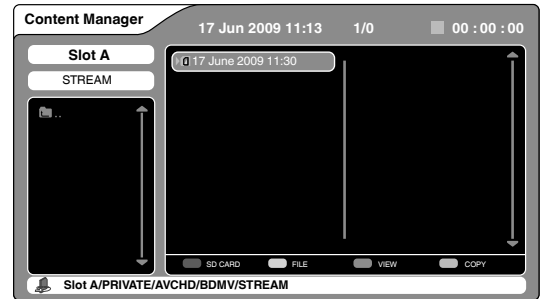 Content Manager
17 Jun 2009 11:13 1/0 00 : 00 : 00
Slot A
STREAM
..
17 June 2009 11:30
SD CARD FILE VIEW COPY
Slot A/PRIVATE/AVCHD/BDMV/STREAM